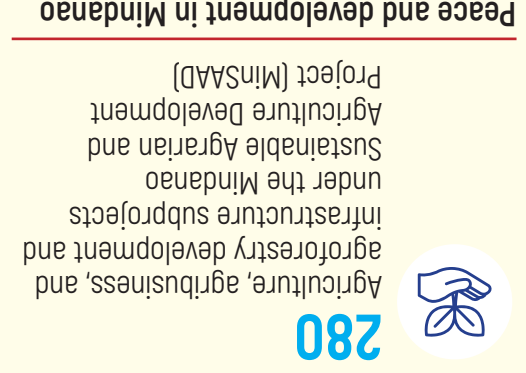 280
Agriculture, agribusiness, and
agroforestry development and
infrastructure subprojects
under the Mindanao
Sustainable Agrarian and
Agriculture Development
Project (MinSAAD)
Peace and development in Mindanao